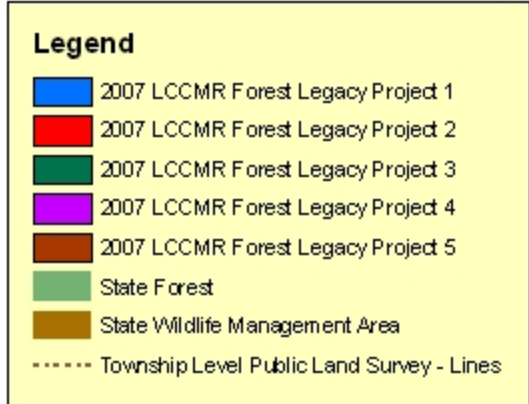 Legend
2007 LCCMR Forest Legacy Project 1
2007 LCCMR Forest Legacy Project 2
2007 LCCMR Forest Legacy Project 3
2007 LCCMR Forest Legacy Project 4
2007 LCCMR Forest Legacy Project 5
State Forest
State Wildlife Management Area
Township Level Public Land Survey - Lines